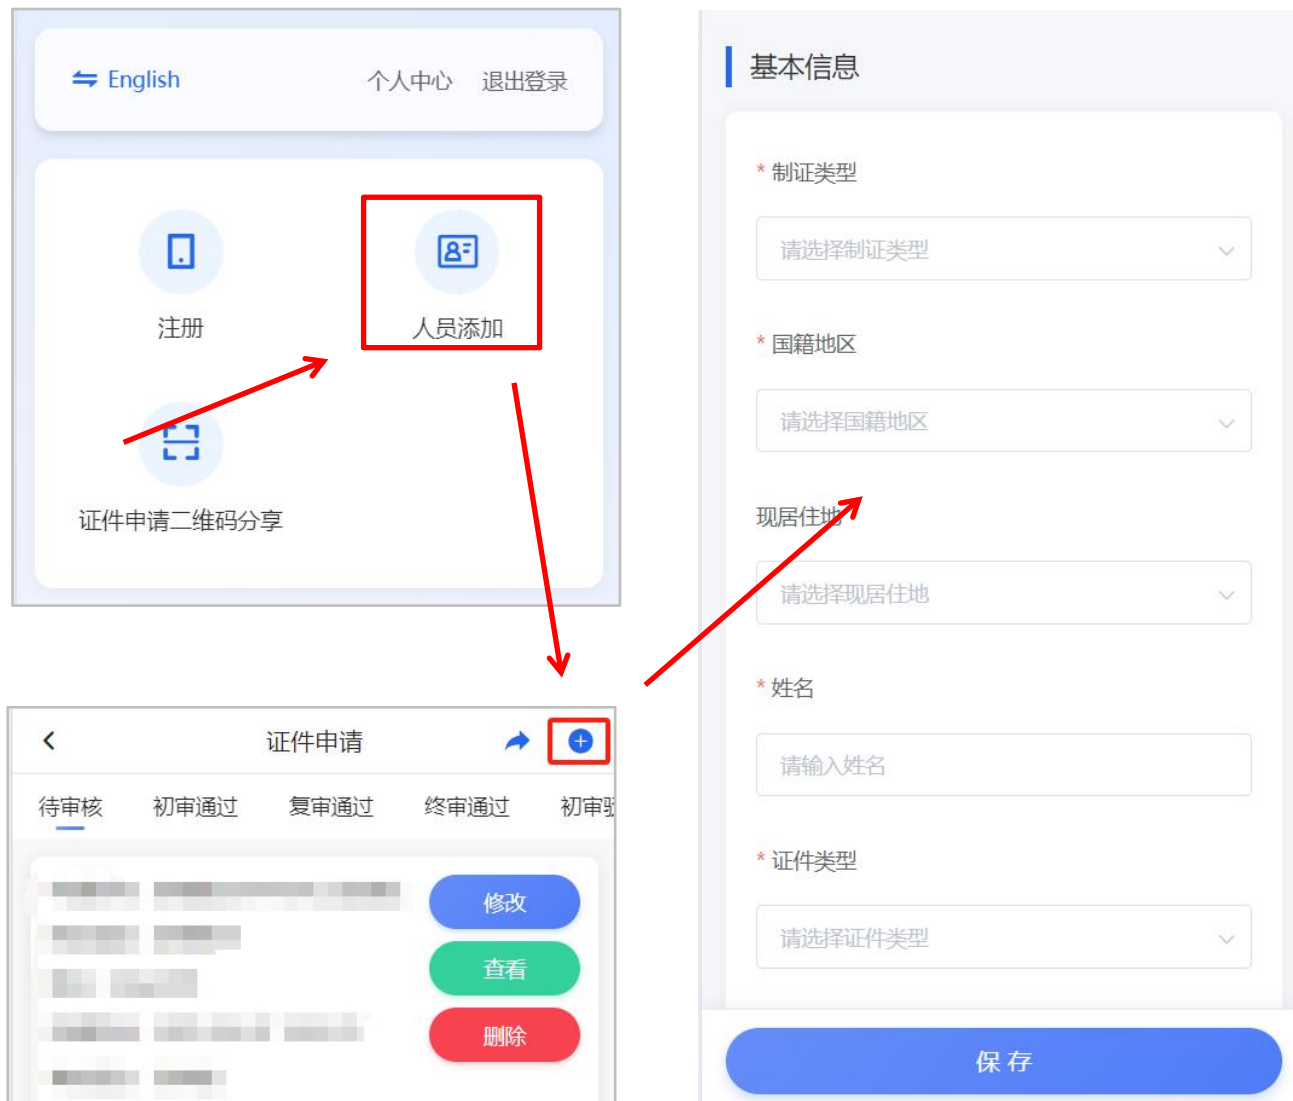 English
个人中心
退出登录
注册
人员添加
证件申请二维码分享
证件申请
待审核
初审通过
复审通过
终审通过
初审
修改
查看
删除
基本信息
* 制证类型
请选择制证类型
* 国籍地区
请选择国籍地区
现居住地
请选择现居住地
* 姓名
请输入姓名
* 证件类型
请选择证件类型
保存